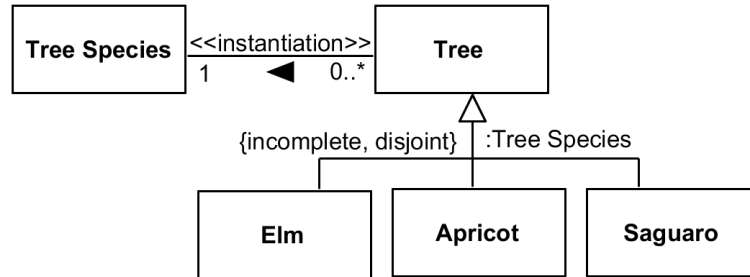 Tree Species <<instantiation>> Tree
1 0..*
{incomplete, disjoint} :Tree Species
Elm Apricot Saguaro